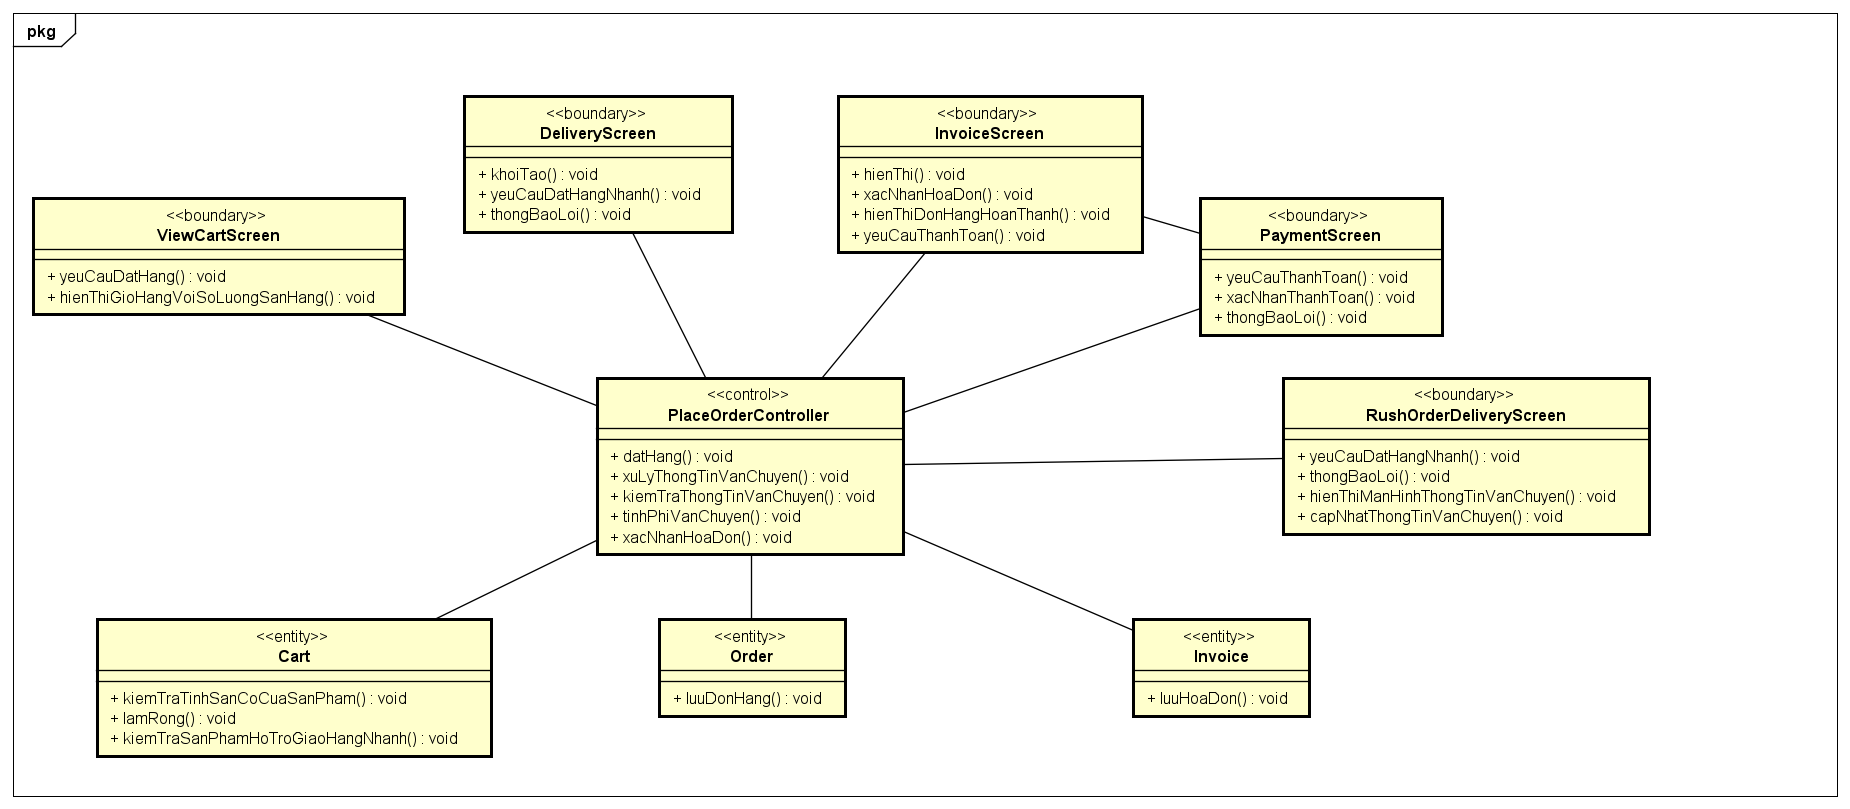 pkg
<<boundary>>
DeliveryScreen
+ khoiTao() : void
+ yeuCauDatHangNhanh() : void
+ thongBaoLoi() : void
<<boundary>>
InvoiceScreen
+ hienThi() : void
+ xacNhanHoaDon() : void
+ hienThiDonHangHoanThanh() : void
+ yeuCauThanhToan() : void
<<boundary>>
ViewCartScreen
+ yeuCauDatHang() : void
+ hienThiGioHangVoiSoLuongSanHang() : void
<<boundary>>
PaymentScreen
+ yeuCauThanhToan() : void
+ xacNhanThanhToan() : void
+ thongBaoLoi() : void
<<control>>
PlaceOrderController
+ datHang() : void
+ xuLyThongTinVanChuyen() : void
+ kiemTraThongTinVanChuyen() : void
+ tinhPhiVanChuyen() : void
+ xacNhanHoaDon() : void
<<boundary>>
RushOrderDeliveryScreen
+ yeuCauDatHangNhanh() : void
+ thongBaoLoi() : void
+ hienThiManHinhThongTinVanChuyen() : void
+ capNhatThongTinVanChuyen() : void
<<entity>>
Cart
+ kiemTraTinhSanCoCuaSanPham() : void
+ lamRong() : void
+ kiemTraSanPhamHoTroGiaoHangNhanh() : void
<<entity>>
Order
+ luuDonHang() : void
<<entity>>
Invoice
+ luuHoaDon() : void